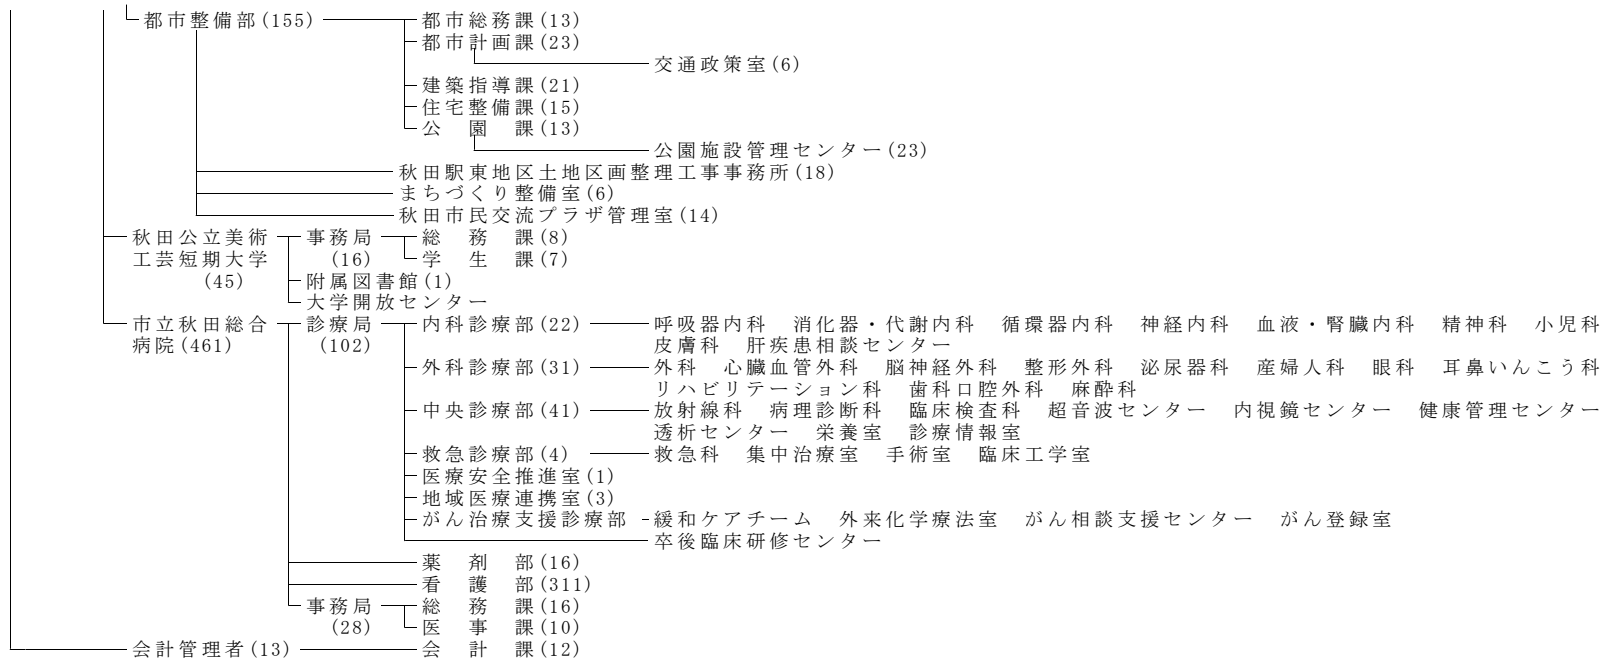 都市整備部(155) 都市総務課(13)
都市計画課(23)
交通政策室(6)
建築指導課(21)
住宅整備課(15)
公　園　課(13)
公園施設管理センター(23)
秋田駅東地区土地区画整理工事事務所(18)
まちづくり整備室(6)
秋田市民交流プラザ管理室(14)
秋田公立美術 事務局 総　務　課(8)
工芸短期大学 (16) 学　生　課(7)
(45) 附属図書館(1)
大学開放センター
市立秋田総合 診療局 内科診療部(22) 呼吸器内科　消化器・代謝内科　循環器内科　神経内科　血液・腎臓内科　精神科　小児科
病院(461) (102) 皮膚科　肝疾患相談センター
外科診療部(31) 外科　心臓血管外科　脳神経外科　整形外科　泌尿器科　産婦人科　眼科　耳鼻いんこう科
リハビリテーション科　歯科口腔外科　麻酔科
中央診療部(41) 放射線科　病理診断科　臨床検査科　超音波センター　内視鏡センター　健康管理センター
透析センター　栄養室　診療情報室
救急診療部(4) 救急科　集中治療室　手術室　臨床工学室
医療安全推進室(1)
地域医療連携室(3)
がん治療支援診療部 緩和ケアチーム　外来化学療法室　がん相談支援センター　がん登録室
卒後臨床研修センター
薬　剤　部(16)
看　護　部(311)
事務局 総　務　課(16)
(28) 医　事　課(10)
会計管理者(13) 会　計　課(12)